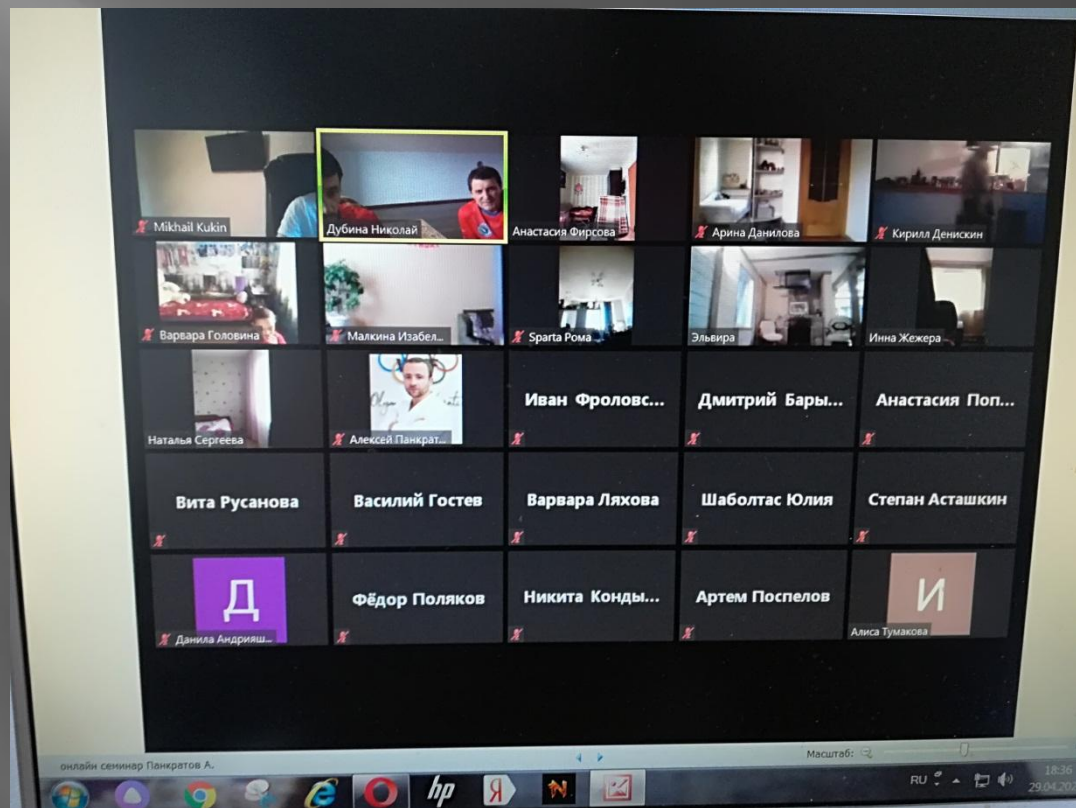 Mikhail Kukin
Дубина Николай
Анастасия Фирсова
Арина Данилова
Кирилл Денискин
Варвара Головина
Малкина Изабел...
Sparta Рома
Эльвира
Инна Жежера
Наталья Сергеева
Алексей Панкрат...
Иван Фроловс...
Дмитрий Бары...
Анастасия Поп...
Вита Русанова
Василий Гостев
Варвара Ляхова
Шаболтас Юлия
Степан Асташкин
Д
Данила Андрияш...
Фёдор Поляков
Никита Конды...
Артем Поспелов
И
Алиса Тумакова
онлайн семинар Панкратов А.
Масштаб:
hp
Я
RU
18:36